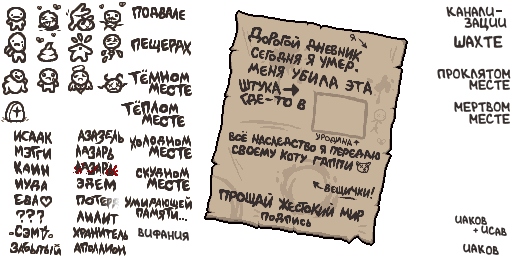 ПОДВАЛЕ
ПЕЩЕРАХ
ТЁМНОМ
МЕСТЕ
ТЁПЛОМ
МЕСТЕ
ХОЛОДНОМ
МЕСТЕ
СКУДНОМ
МЕСТЕ
УМИРАЮЩЕЙ
ПАМЯТИ...
ВИФАНИЯ
ИСААК
МЭГГИ
КАИН
ИУДА
ЕВА♡
???
-СЭМ-
ЗАБЫТЫЙ
АЗАЗЕЛЬ
ЛАЗАРЬ
ЛАЗАРЬ
ЭДЕМ
ПОТЕРЯ
ЛИЛИТ
ХРАНИТЕЛЬ
АПОЛЛИОН
Я
ДОРОГОЙ ДНЕВНИК
СЕГОДНЯ Я УМЕР.
МЕНЯ УБИЛА ЭТА
ШТУКА →
ГДЕ-ТО В
УРОДИНА
ВСЁ НАСЛЕДСТВО Я ПЕРЕДАЮ
СВОЕМУ КОТУ ГАППИ
← ВЕЩИЧКИ!
ПРОЩАЙ ЖЕСТОКИЙ МИР
ПОДПИСЬ
КАНАЛИ-
ЗАЦИИ
ШАХТЕ
ПРОКЛЯТОМ
МЕСТЕ
МЕРТВОМ
МЕСТЕ
ИАКОВ
+ ИСАВ
ИАКОВ